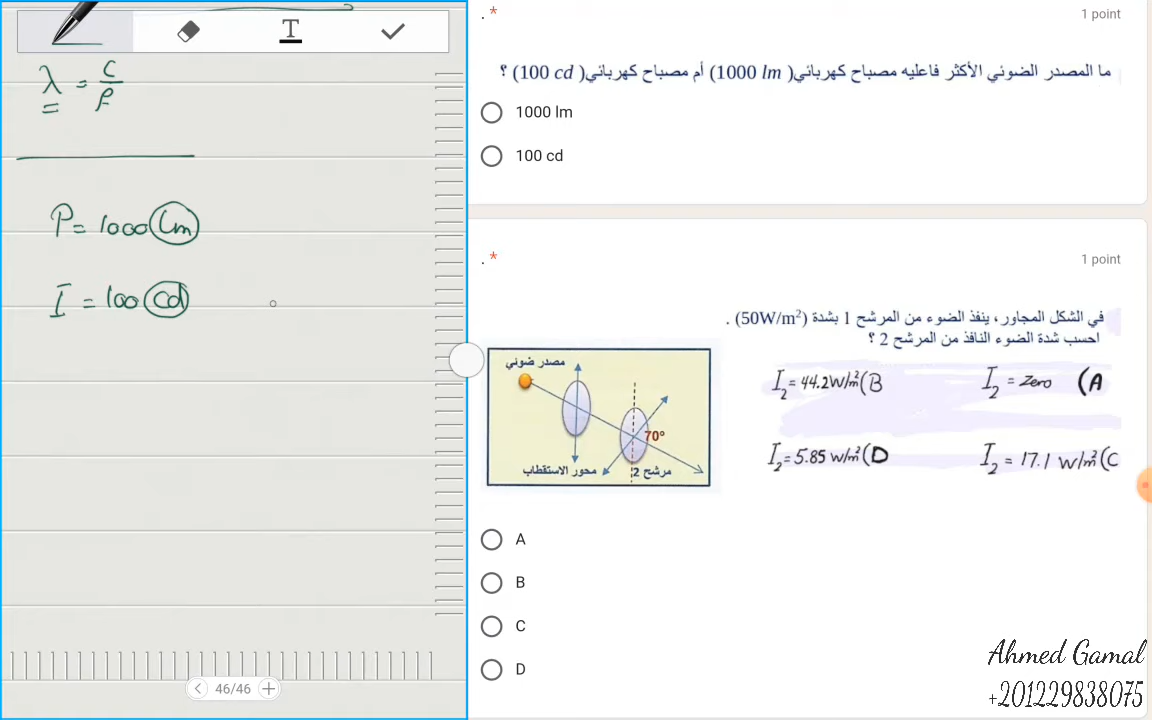 T
λ = c/f
P = 1000 Lm
I = 100 cd
46/46
. *
1 point
ما المصدر الضوئي الأكثر فاعليه مصباح كهربائي( 1000 lm) أم مصباح كهربائي( 100 cd) ؟
1000 lm
100 cd
. *
1 point
في الشكل المجاور، ينفذ الضوء من المرشح 1 بشدة (50W/m²) .
احسب شدة الضوء النافذ من المرشح 2 ؟
مصدر ضوئي
70°
محور الاستقطاب
مرشح 2
I₂ = zero (A
I₂ = 44.2 W/m² (B
I₂ = 17.1 W/m² (C
I₂ = 5.85 W/m² (D
A
B
C
D
Ahmed Gamal
+201229838075